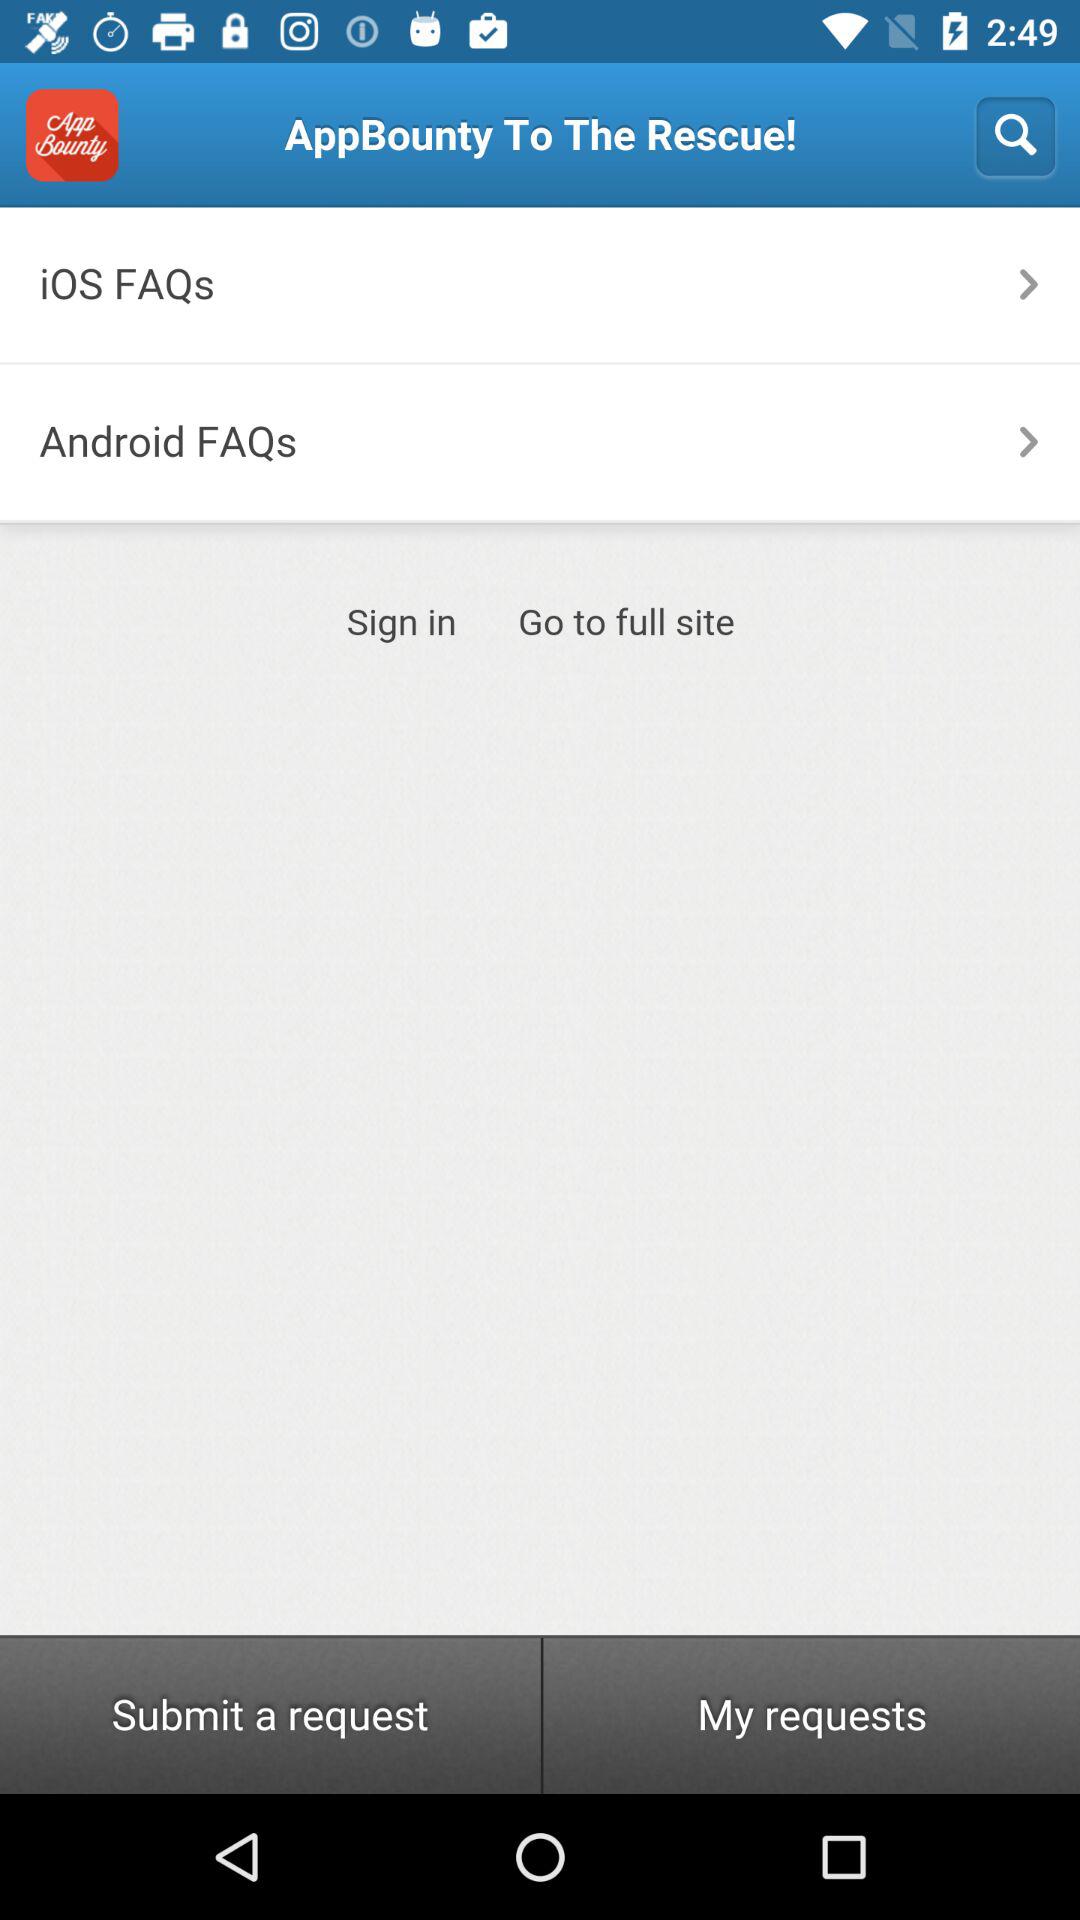 FAKE
2:49
App
Bounty
AppBounty To The Rescue!
iOS FAQs
Android FAQs
Sign in Go to full site
Submit a request My requests